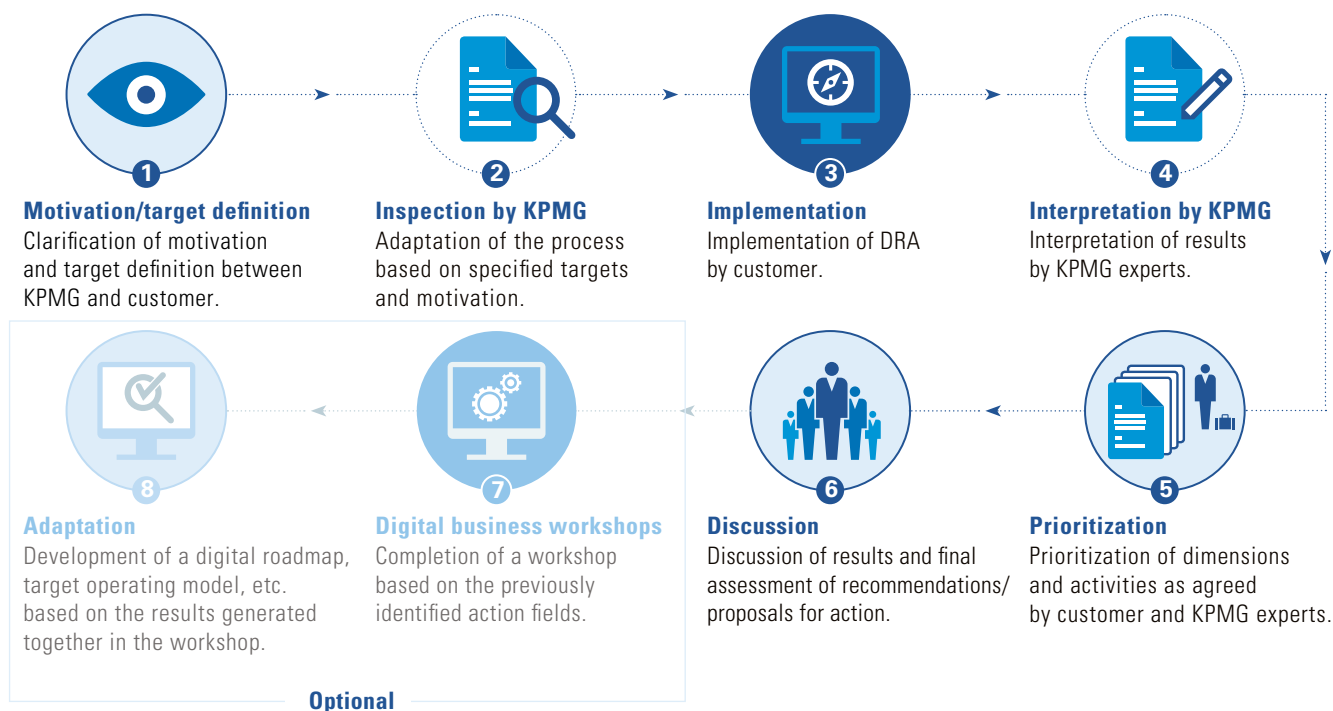 1
Motivation/target definition
Clarification of motivation
and target definition between
KPMG and customer.
2
Inspection by KPMG
Adaptation of the process
based on specified targets
and motivation.
3
Implementation
Implementation of DRA
by customer.
4
Interpretation by KPMG
Interpretation of results
by KPMG experts.
5
Prioritization
Prioritization of dimensions
and activities as agreed
by customer and KPMG experts.
6
Discussion
Discussion of results and final
assessment of recommendations/
proposals for action.
7
Digital business workshops
Completion of a workshop
based on the previously
identified action fields.
8
Adaptation
Development of a digital roadmap,
target operating model, etc.
based on the results generated
together in the workshop.
Optional